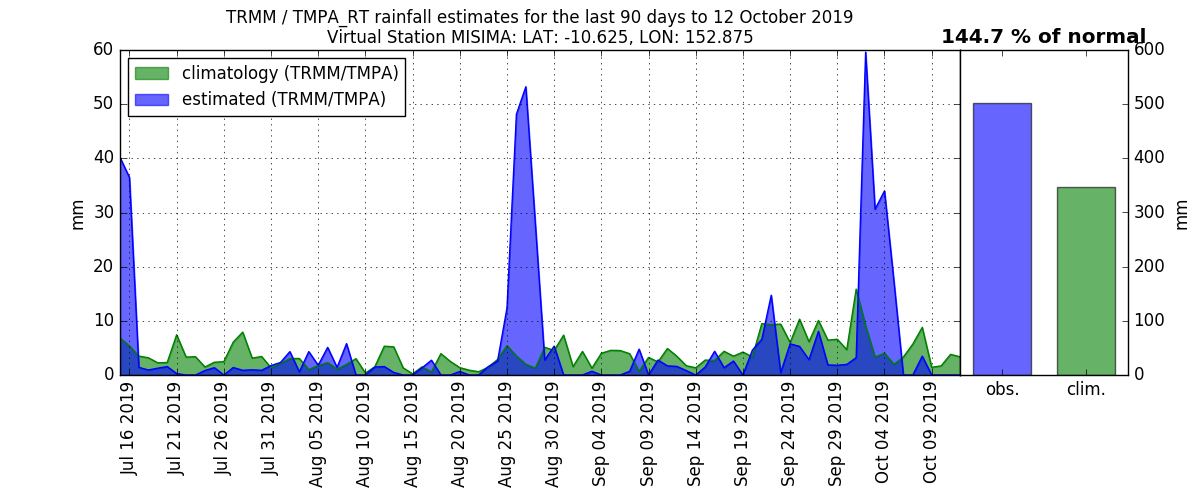 TRMM / TMPA_RT rainfall estimates for the last 90 days to 12 October 2019
Virtual Station MISIMA: LAT: -10.625, LON: 152.875
144.7 % of normal
climatology (TRMM/TMPA)
estimated (TRMM/TMPA)
60
50
40
30
20
10
0
mm
Jul 16 2019
Jul 21 2019
Jul 26 2019
Jul 31 2019
Aug 05 2019
Aug 10 2019
Aug 15 2019
Aug 20 2019
Aug 25 2019
Aug 30 2019
Sep 04 2019
Sep 09 2019
Sep 14 2019
Sep 19 2019
Sep 24 2019
Sep 29 2019
Oct 04 2019
Oct 09 2019
600
500
400
300
200
100
0
mm
obs.
clim.